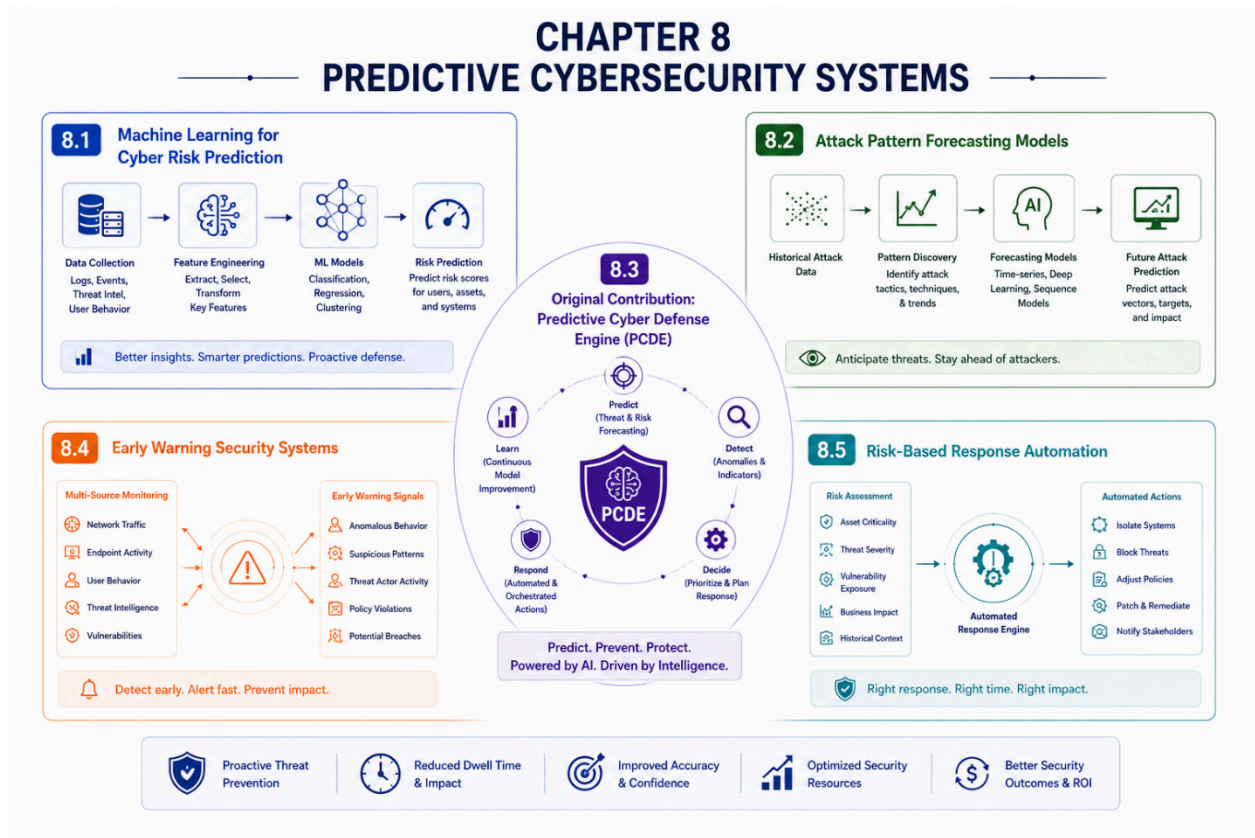 CHAPTER 8
PREDICTIVE CYBERSECURITY SYSTEMS
8.1
Machine Learning for
Cyber Risk Prediction
Data Collection
Logs, Events,
Threat Intel,
User Behavior
Feature Engineering
Extract, Select,
Transform
Key Features
ML Models
Classification,
Regression,
Clustering
Risk Prediction
Predict risk scores
for users, assets,
and systems
Better insights. Smarter predictions. Proactive defense.
8.2
Attack Pattern Forecasting Models
Historical Attack
Data
Pattern Discovery
Identify attack
tactics, techniques,
& trends
AI
Forecasting Models
Time-series, Deep
Learning, Sequence
Models
Future Attack
Prediction
Predict attack
vectors, targets,
and impact
Anticipate threats. Stay ahead of attackers.
8.3
Original Contribution:
Predictive Cyber Defense
Engine (PCDE)
Predict
(Threat & Risk
Forecasting)
Detect
(Anomalies &
Indicators)
Decide
(Prioritize & Plan
Response)
Respond
(Automated &
Orchestrated
Actions)
Learn
(Continuous
Model
Improvement)
PCDE
Predict. Prevent. Protect.
Powered by AI. Driven by Intelligence.
8.4
Early Warning Security Systems
Multi-Source Monitoring
Network Traffic
Endpoint Activity
User Behavior
Threat Intelligence
Vulnerabilities
Early Warning Signals
Anomalous Behavior
Suspicious Patterns
Threat Actor Activity
Policy Violations
Potential Breaches
Detect early. Alert fast. Prevent impact.
8.5
Risk-Based Response Automation
Risk Assessment
Asset Criticality
Threat Severity
Vulnerability
Exposure
Business Impact
Historical Context
Automated
Response Engine
Automated Actions
Isolate Systems
Block Threats
Adjust Policies
Patch & Remediate
Notify Stakeholders
Right response. Right time. Right impact.
Proactive Threat
Prevention
Reduced Dwell Time
& Impact
Improved Accuracy
& Confidence
Optimized Security
Resources
$
Better Security
Outcomes & ROI